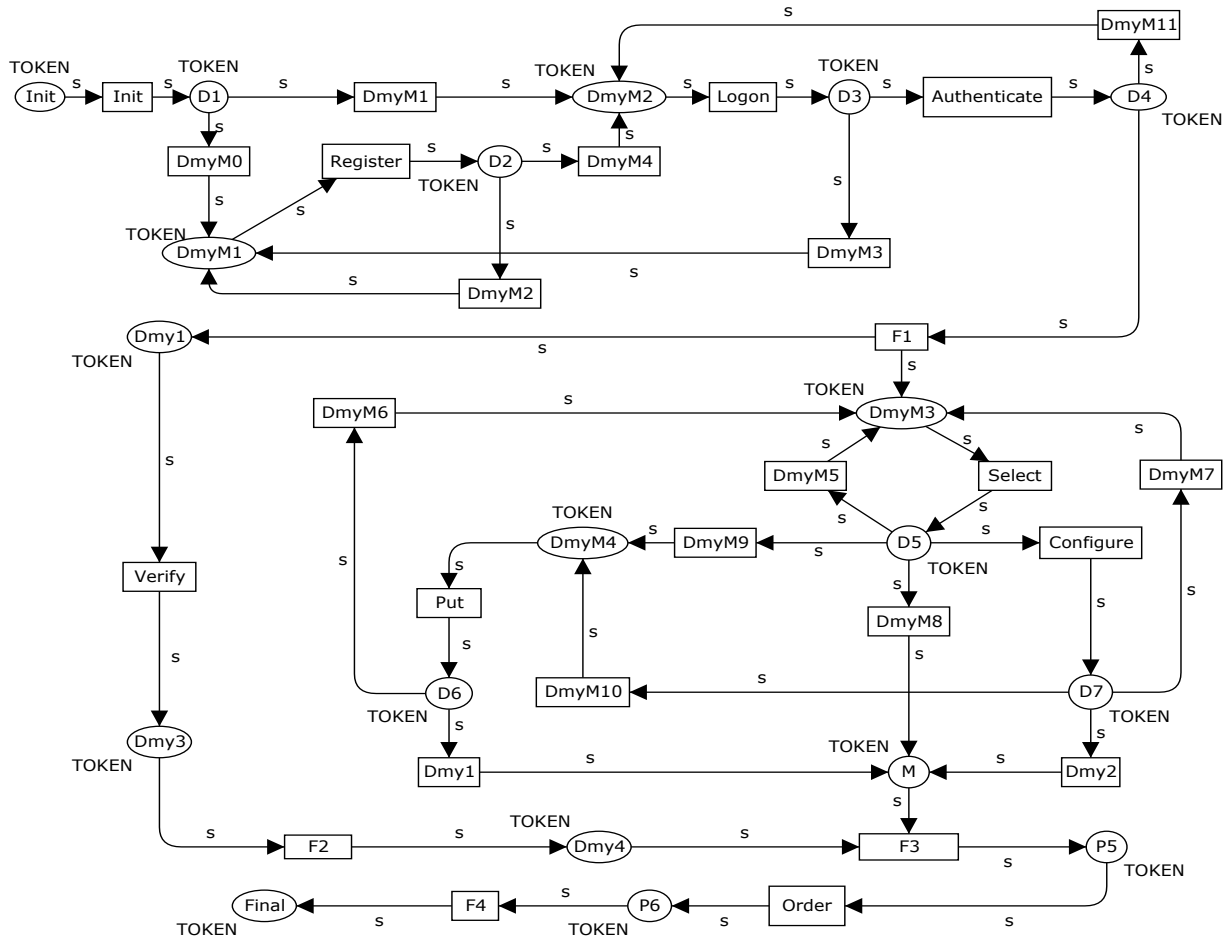 s DmyM11
TOKEN TOKEN TOKEN TOKEN
s s s s s s s s s
Init Init D1 DmyM1 DmyM2 Logon D3 Authenticate D4
TOKEN
s s
DmyM0 Register s D2 s DmyM4
TOKEN
s s s s
TOKEN DmyM1 DmyM3
s
s DmyM2
Dmy1 F1 s
TOKEN s
s
TOKEN
DmyM6 s DmyM3
s s s
s DmyM5 Select DmyM7
TOKEN s s
DmyM4 s DmyM9 s D5 s Configure
s TOKEN
Verify Put s s s
DmyM8
s s s s
s DmyM10 s D7
D6
TOKEN TOKEN
s s
Dmy3 TOKEN
TOKEN Dmy1 s M s Dmy2
s
TOKEN
s F2 s Dmy4 s F3 P5
s TOKEN
Final F4 s P6 Order
TOKEN s TOKEN s s